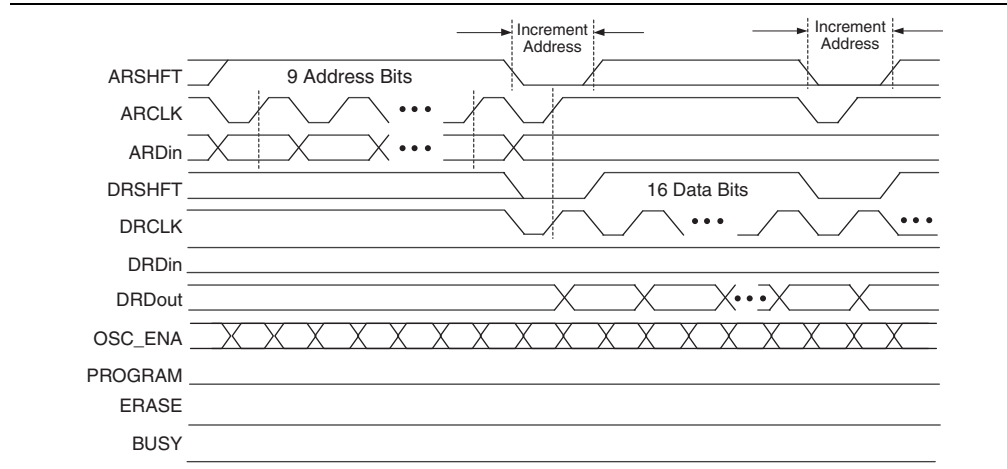 Increment
Address
Increment
Address
ARSHFT
9 Address Bits
ARCLK
ARDin
DRSHFT
16 Data Bits
DRCLK
DRDin
DRDout
OSC_ENA
PROGRAM
ERASE
BUSY